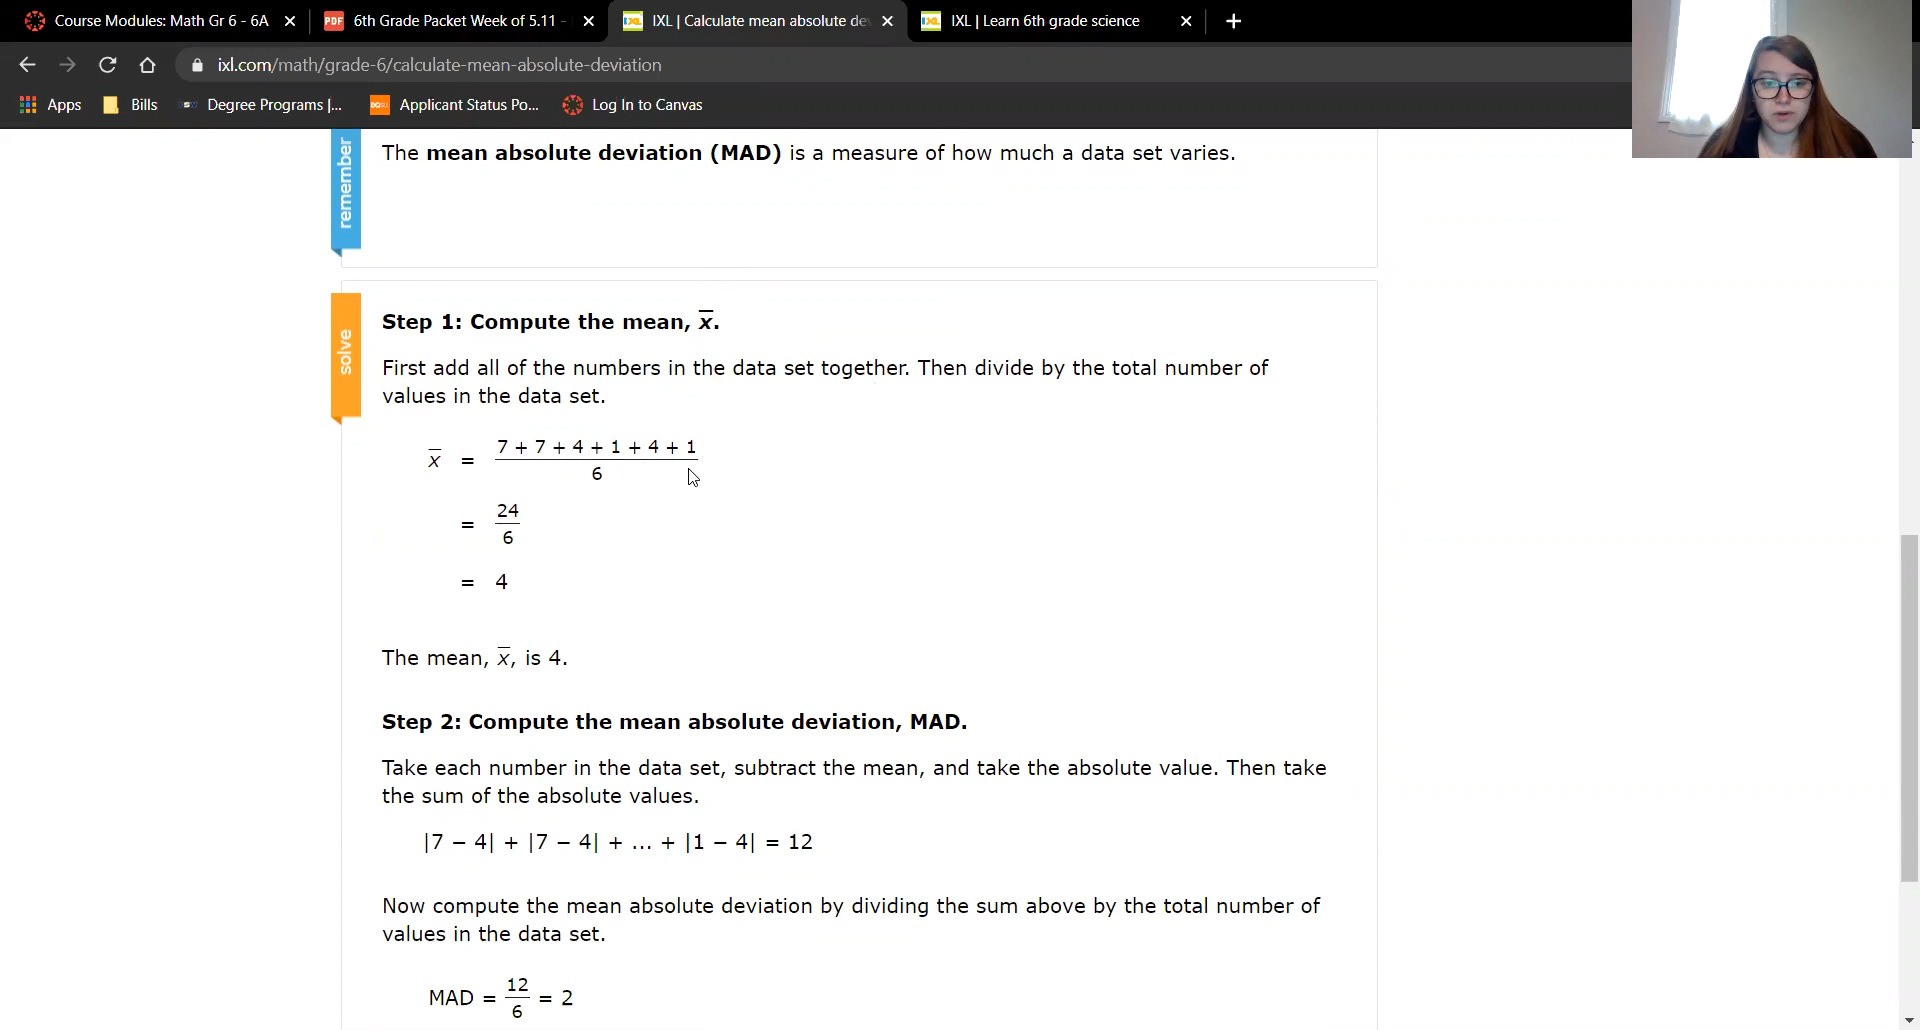 Course Modules: Math Gr 6 - 6A
PDF 6th Grade Packet Week of 5.11 -
IXL | Calculate mean absolute de
IXL | Learn 6th grade science
ixl.com/math/grade-6/calculate-mean-absolute-deviation
Apps Bills Degree Programs |... Applicant Status Po... Log In to Canvas
remember
The mean absolute deviation (MAD) is a measure of how much a data set varies.
solve
Step 1: Compute the mean, x̅.
First add all of the numbers in the data set together. Then divide by the total number of
values in the data set.
x̅ = 7 + 7 + 4 + 1 + 4 + 1
6
= 24
6
= 4
The mean, x̅, is 4.
Step 2: Compute the mean absolute deviation, MAD.
Take each number in the data set, subtract the mean, and take the absolute value. Then take
the sum of the absolute values.
|7 − 4| + |7 − 4| + ... + |1 − 4| = 12
Now compute the mean absolute deviation by dividing the sum above by the total number of
values in the data set.
MAD = 12/6 = 2